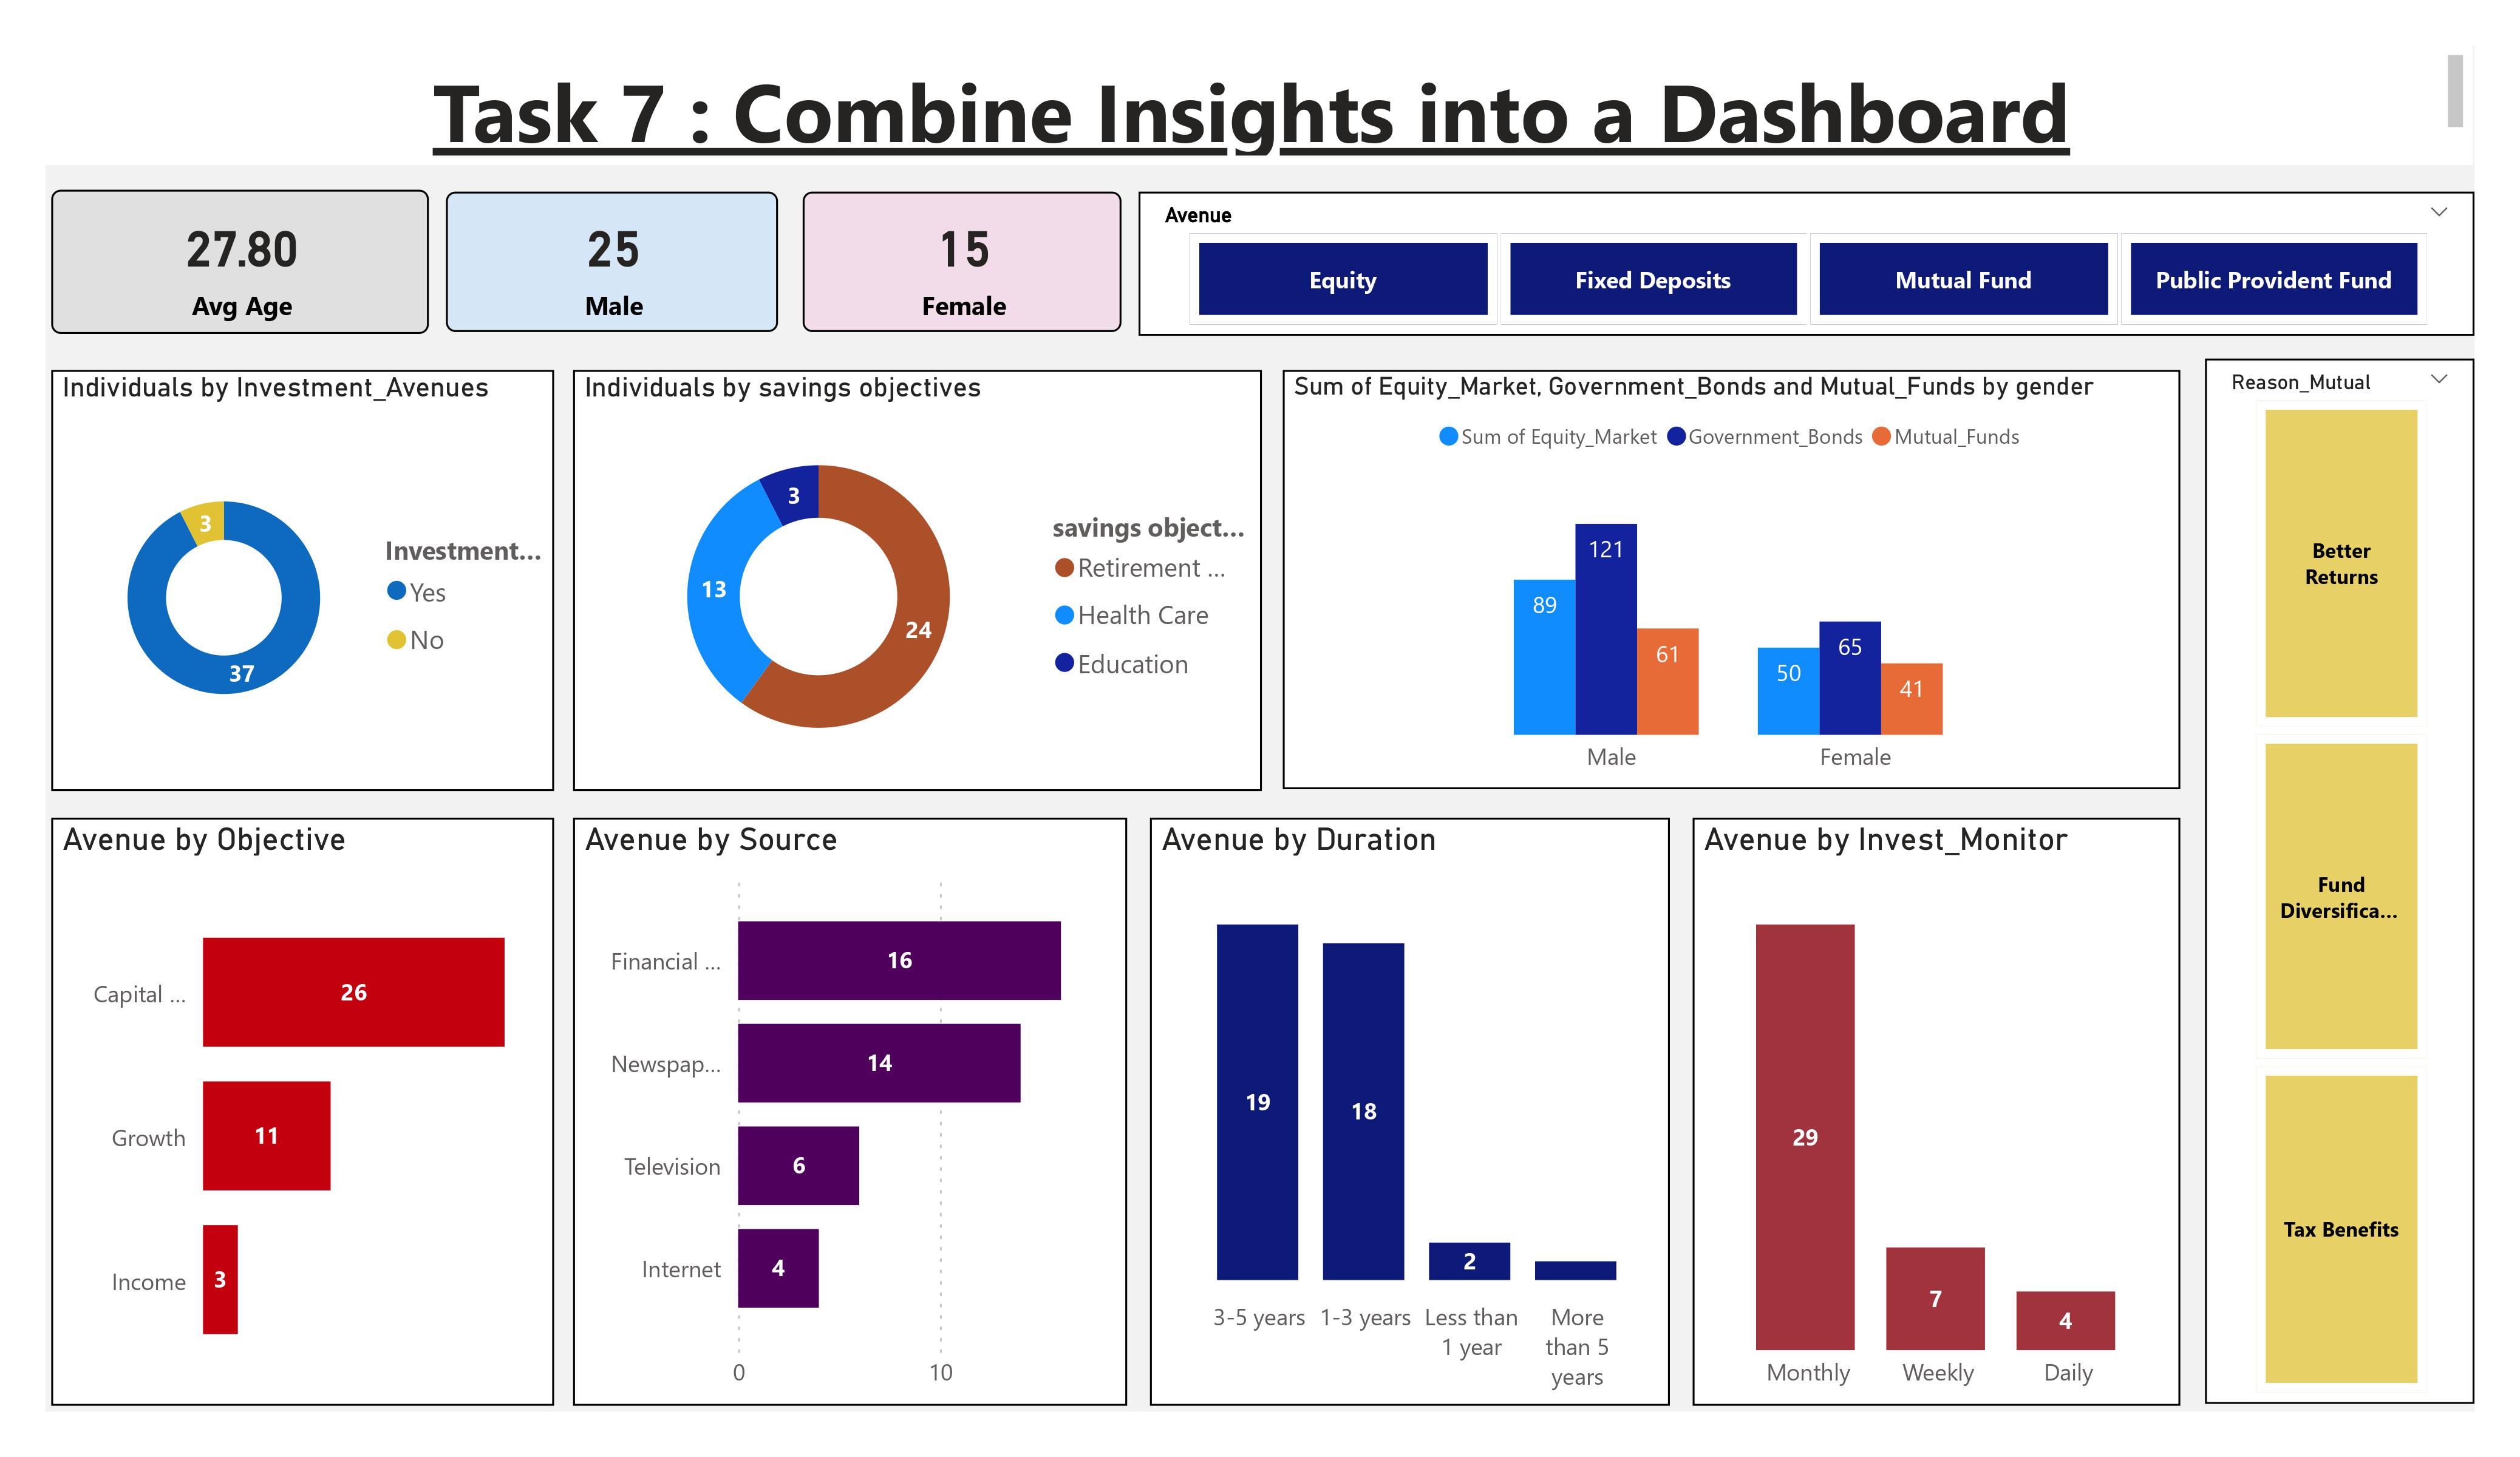 Task 7 : Combine Insights into a Dashboard
27.80
Avg Age
25
Male
15
Female
Avenue
Equity
Fixed Deposits
Mutual Fund
Public Provident Fund
Individuals by Investment_Avenues
3
37
Investment...
Yes
No
Individuals by savings objectives
3
13
24
savings object...
Retirement ...
Health Care
Education
Sum of Equity_Market, Government_Bonds and Mutual_Funds by gender
Sum of Equity_Market Government_Bonds Mutual_Funds
89
121
61
50
65
41
Male
Female
Reason_Mutual
Better
Returns
Fund
Diversifica...
Tax Benefits
Avenue by Objective
Capital ...
26
Growth
11
Income
3
Avenue by Source
Financial ...
16
Newspap...
14
Television
6
Internet
4
0
10
Avenue by Duration
19
18
2
3-5 years
1-3 years
Less than
1 year
More
than 5
years
Avenue by Invest_Monitor
29
7
4
Monthly
Weekly
Daily